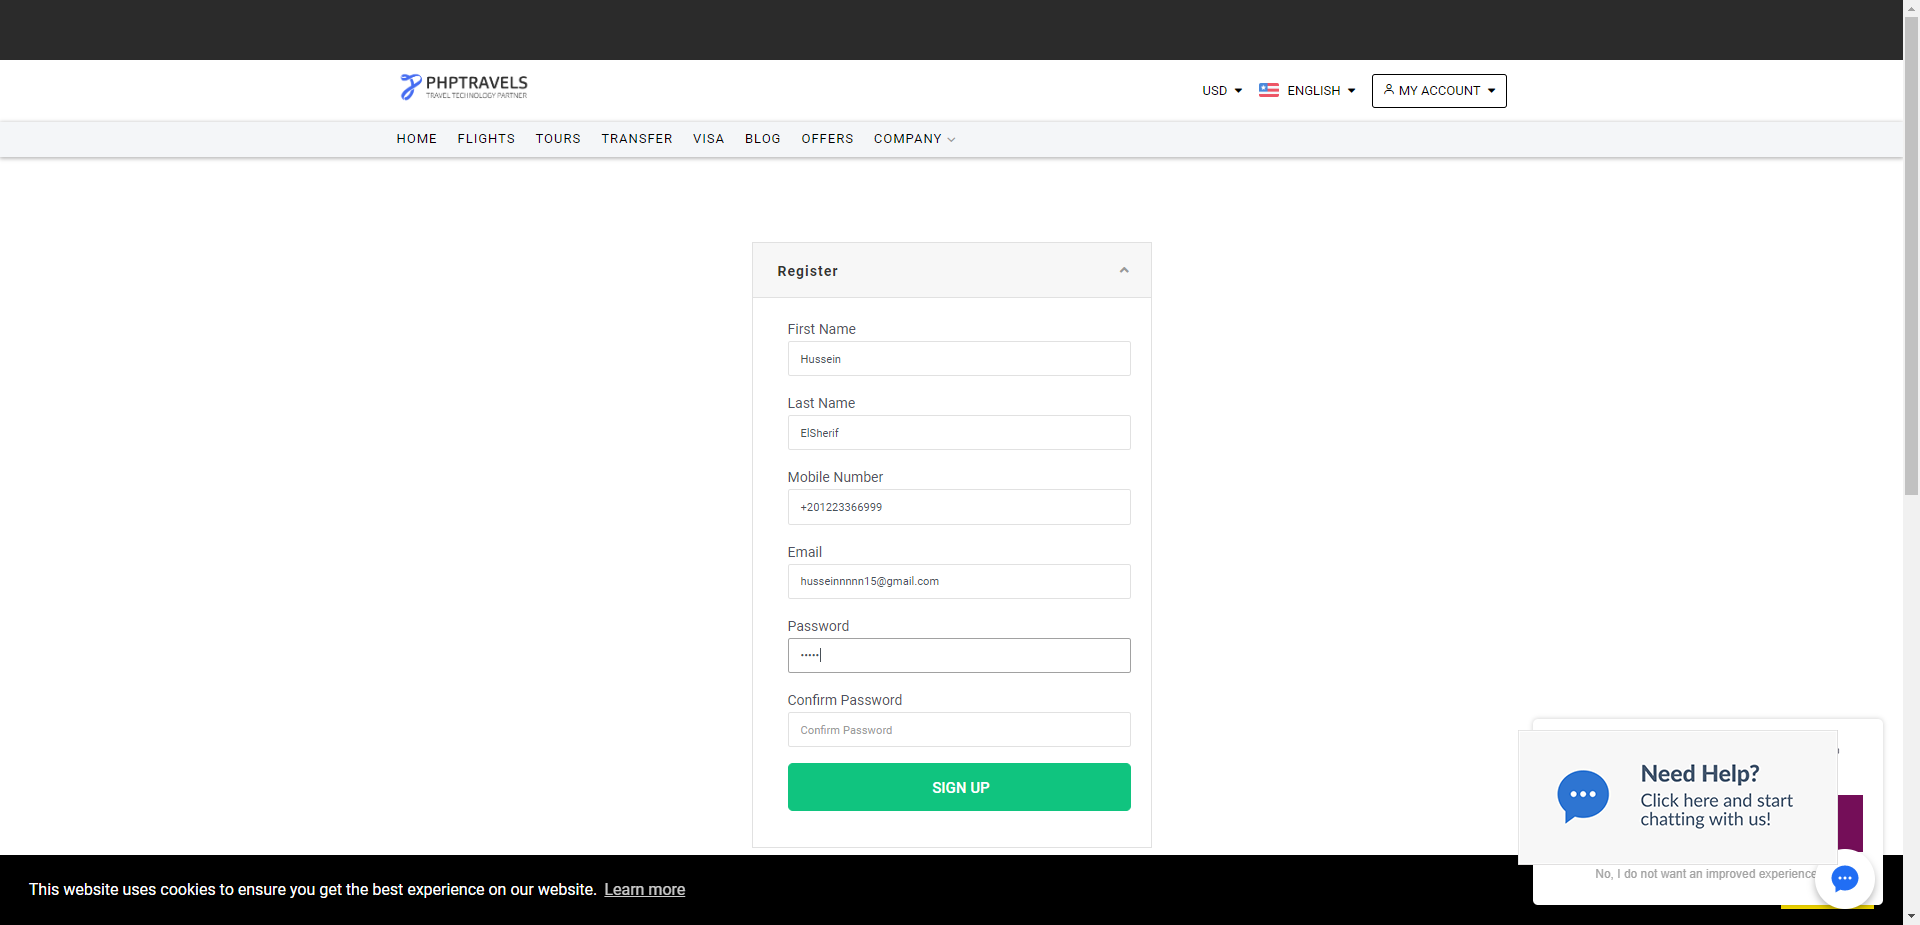 PHPTRAVELS
TRAVEL TECHNOLOGY PARTNER
USD
ENGLISH
MY ACCOUNT
HOME
FLIGHTS
TOURS
TRANSFER
VISA
BLOG
OFFERS
COMPANY
Register
First Name
Hussein
Last Name
ElSherif
Mobile Number
+201223366999
Email
husseinnnnn15@gmail.com
Password
•••••
Confirm Password
Confirm Password
SIGN UP
Need Help?
Click here and start
chatting with us!
No, I do not want an improved experience
This website uses cookies to ensure you get the best experience on our website. Learn more